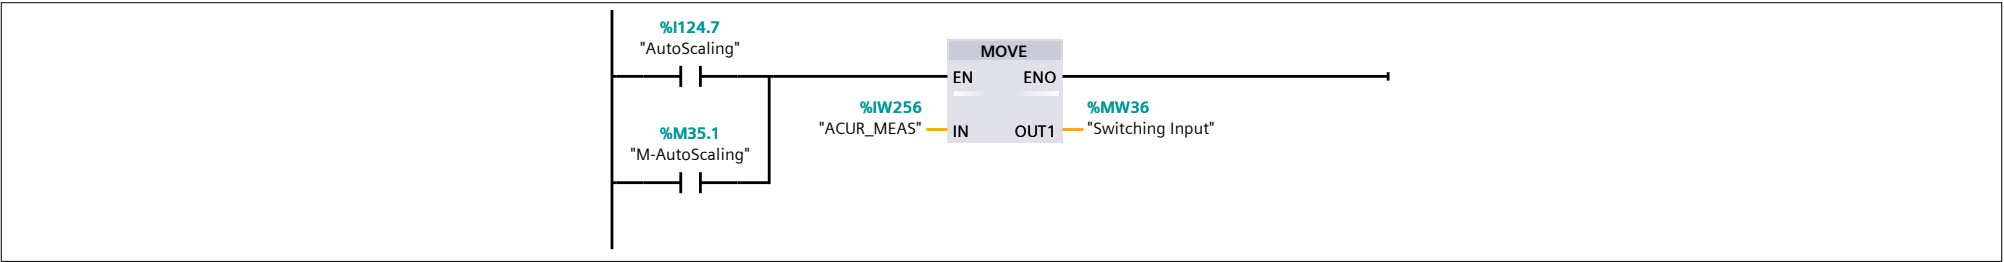 %I124.7
"AutoScaling"
MOVE
EN ENO
%IW256
"ACUR_MEAS"
IN OUT1
%MW36
"Switching Input"
%M35.1
"M-AutoScaling"